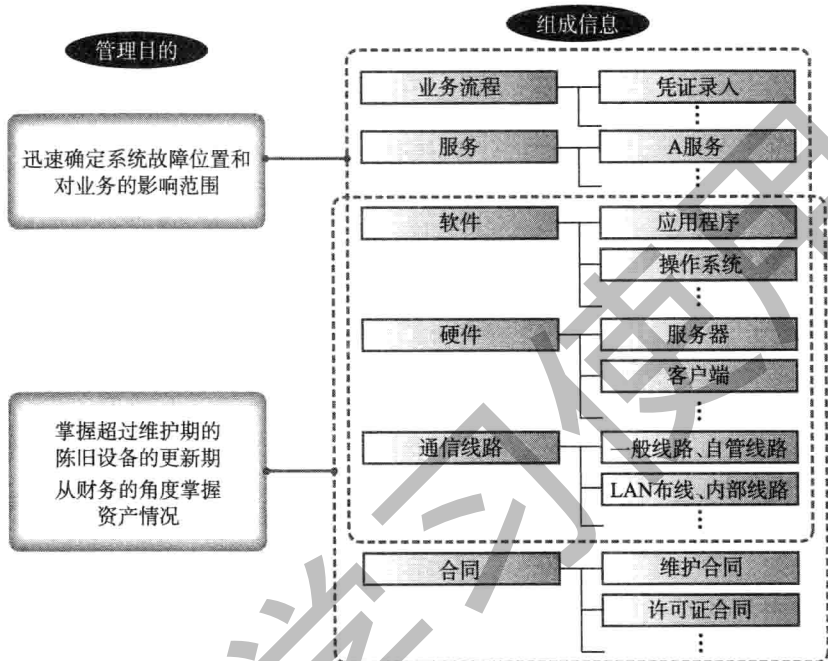 管理目的
组成信息
迅速确定系统故障位置和
对业务的影响范围
掌握超过维护期的
陈旧设备的更新期
从财务的角度掌握
资产情况
业务流程
凭证录入
服务
A服务
软件
应用程序
操作系统
硬件
服务器
客户端
通信线路
一般线路、自管线路
LAN布线、内部线路
合同
维护合同
许可证合同
学习使用